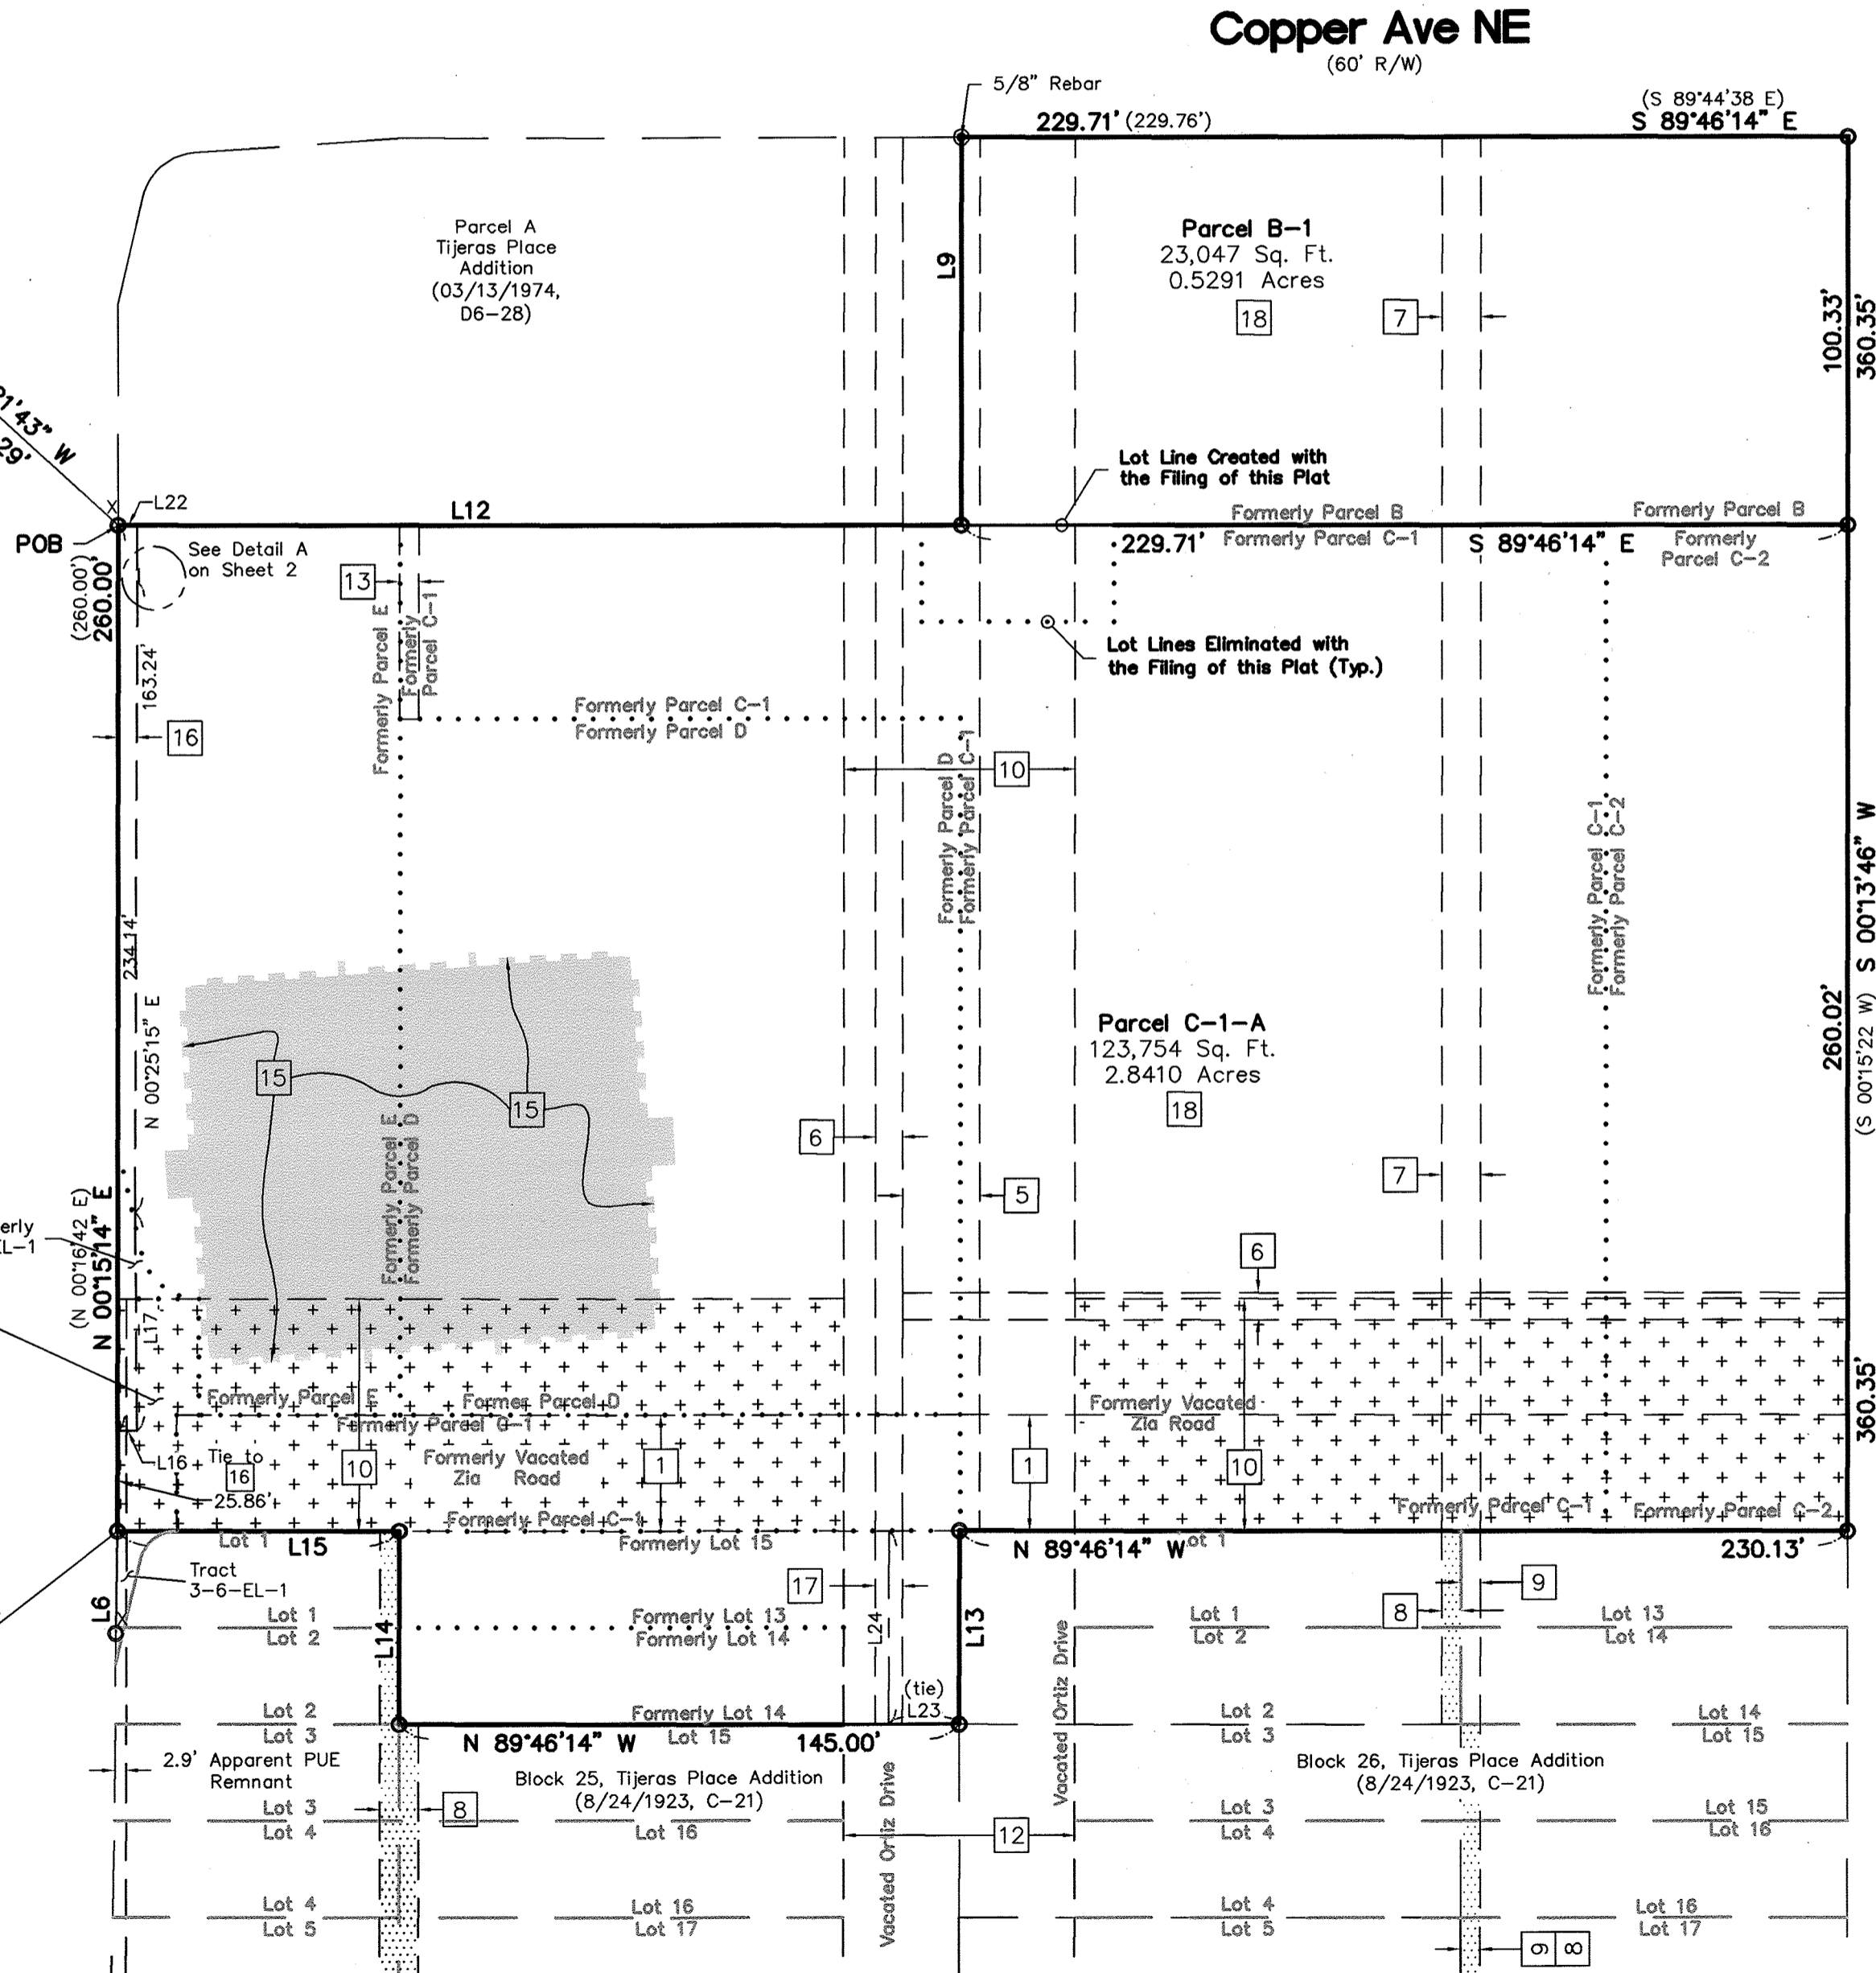 Copper Ave NE
(60' R/W)
5/8" Rebar
(S 89°44'38 E)
229.71' (229.76')
S 89°46'14" E
Parcel A
Tijeras Place
Addition
(03/13/1974,
D6-28)
L9
Parcel B-1
23,047 Sq. Ft.
0.5291 Acres
18
7
100.33'
360.35'
21'43" W
29'
Lot Line Created with
the Filing of this Plat
X
L22
L12
Formerly Parcel B
Formerly Parcel B
POB
229.71'
Formerly Parcel C-1
S 89°46'14" E
Formerly
Parcel C-2
See Detail A
on Sheet 2
13
(260.00')
260.00'
Formerly Parcel E
Formerly
Parcel C-1
Lot Lines Eliminated with
the Filing of this Plat (Typ.)
163.24'
16
Formerly Parcel C-1
Formerly Parcel D
10
Formerly Parcel D
Formerly Parcel C-1
Formerly Parcel C-1
Formerly Parcel C-2
S 00°13'46" W
(S 00°15'22 W)
260.02'
234.14'
N 00°25'15" E
15
15
Parcel C-1-A
123,754 Sq. Ft.
2.8410 Acres
18
Formerly Parcel E
Formerly Parcel D
6
7
5
(N 00°16'42 E)
N 00°15'14" E
erly
EL-1
6
L17
Formerly Parcel E
Former Parcel D
Formerly Parcel C-1
Formerly Vacated
Zia Road
Formerly Vacated
Zia Road
360.35'
L16
Tie to
16
25.86'
10
1
1
10
Formerly Parcel C-1
Formerly Parcel C-1
Formerly Parcel C-2
Lot 1
L15
Formerly Lot 15
N 89°46'14" W
Lot 1
230.13'
Tract
3-6-EL-1
17
8
9
L6
X
Lot 1
Lot 2
L14
Formerly Lot 13
Formerly Lot 14
L24
L13
Vacated Ortiz Drive
Lot 1
Lot 2
Lot 13
Lot 14
(tie)
L23
Lot 2
Lot 3
Formerly Lot 14
Lot 15
N 89°46'14" W
145.00'
Lot 2
Lot 3
Lot 14
Lot 15
2.9' Apparent PUE
Remnant
Block 25, Tijeras Place Addition
(8/24/1923, C-21)
Vacated Ortiz Drive
Block 26, Tijeras Place Addition
(8/24/1923, C-21)
8
Lot 3
Lot 4
Lot 16
12
Lot 3
Lot 4
Lot 15
Lot 16
Lot 4
Lot 5
Lot 16
Lot 17
Lot 4
Lot 5
Lot 16
Lot 17
9 8